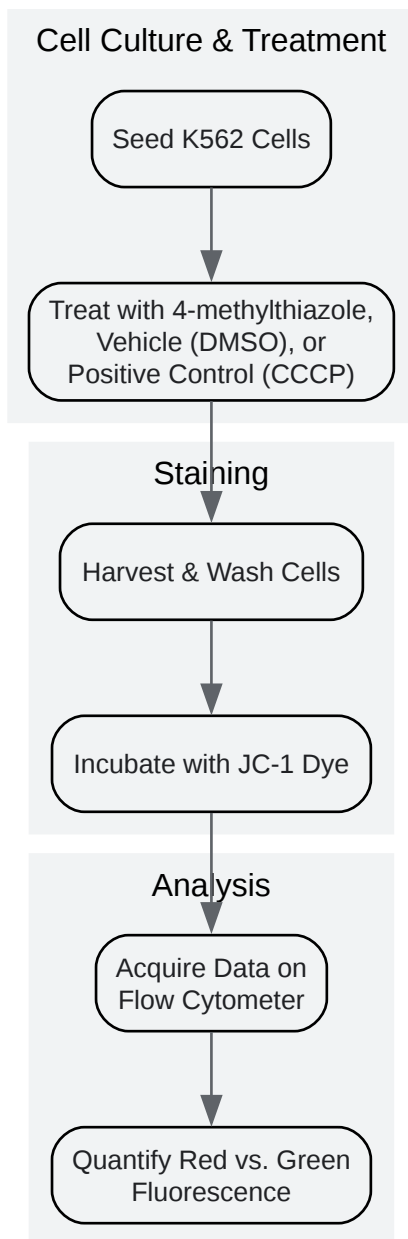 Cell Culture & Treatment
Seed K562 Cells
Treat with 4-methylthiazole,
Vehicle (DMSO), or
Positive Control (CCCP)
Staining
Harvest & Wash Cells
Incubate with JC-1 Dye
Analysis
Acquire Data on
Flow Cytometer
Quantify Red vs. Green
Fluorescence